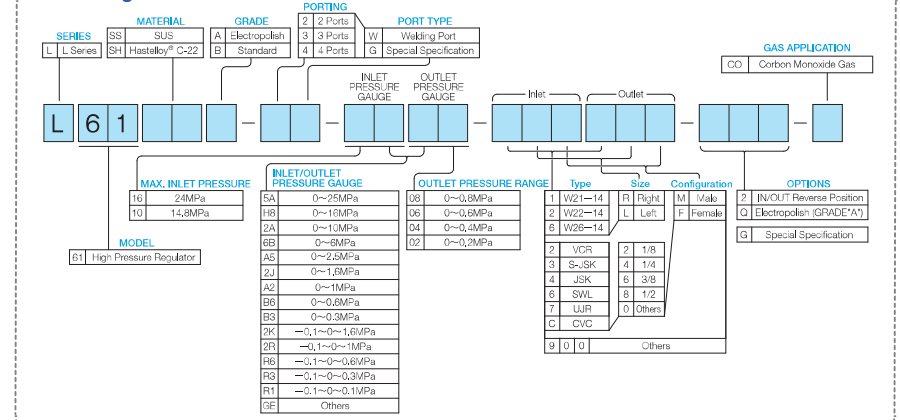 PORTING
MATERIAL
GRADE
PORT TYPE
SERIES
GAS APPLICATION
L L Series
SS SUS
SH Hastelloy® C-22
A Electropolish
B Standard
2 2 Ports
3 3 Ports
4 4 Ports
W Welding Port
G Special Specification
CO Corbon Monoxide Gas
INLET
PRESSURE
GAUGE
OUTLET
PRESSURE
GAUGE
Inlet
Outlet
L 6 1 — — — — —
MAX. INLET PRESSURE
16 24MPa
10 14,8MPa
MODEL
61 High Pressure Regulator
INLET/OUTLET
PRESSURE GAUGE
5A 0~25MPa
H8 0~16MPa
2A 0~10MPa
6B 0~6MPa
A5 0~2.5MPa
2J 0~1,6MPa
A2 0~1MPa
B6 0~0.6MPa
B3 0~0.3MPa
2K −0.1~0~1,6MPa
2R −0.1~0~1MPa
R6 −0.1~0~0.6MPa
R3 −0.1~0~0.3MPa
R1 −0.1~0~0.1MPa
GE Others
OUTLET PRESSURE RANGE
08 0~0.8MPa
06 0~0.6MPa
04 0~0.4MPa
02 0~0.2MPa
Type
1 W21−14
2 W22−14
6 W26−14
2 VCR
3 S-JSK
4 JSK
6 SWL
7 UJR
C CVC
9 0 0 Others
Size
R Right
L Left
2 1/8
4 1/4
6 3/8
8 1/2
0 Others
Configuration
M Male
F Female
OPTIONS
2 IN/OUT Reverse Position
Q Electropolish (GRADE"A")
G Special Specification